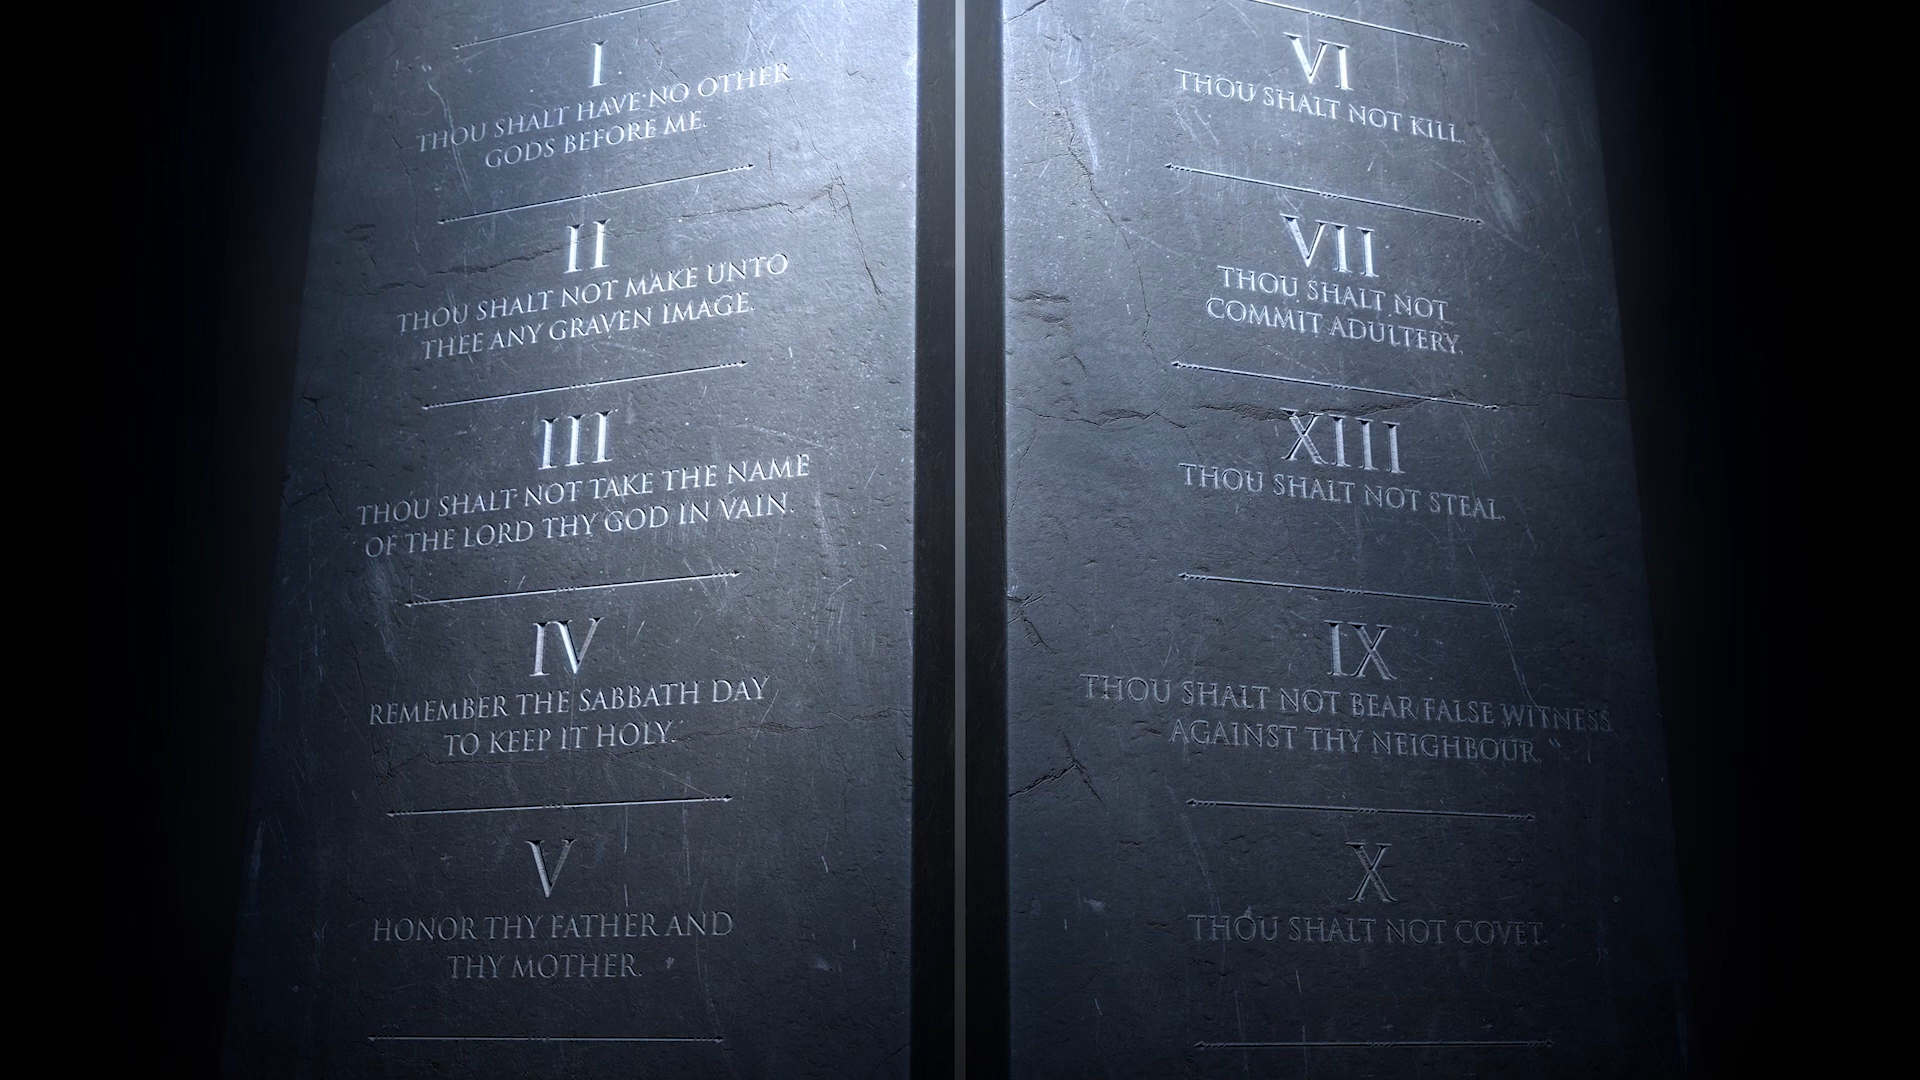 I
THOU SHALT HAVE NO OTHER
GODS BEFORE ME.
II
THOU SHALT NOT MAKE UNTO
THEE ANY GRAVEN IMAGE.
III
THOU SHALT NOT TAKE THE NAME
OF THE LORD THY GOD IN VAIN.
IV
REMEMBER THE SABBATH DAY
TO KEEP IT HOLY.
V
HONOR THY FATHER AND
THY MOTHER.
VI
THOU SHALT NOT KILL.
VII
THOU SHALT NOT
COMMIT ADULTERY.
XIII
THOU SHALT NOT STEAL.
IX
THOU SHALT NOT BEAR FALSE WITNESS
AGAINST THY NEIGHBOUR.
X
THOU SHALT NOT COVET.